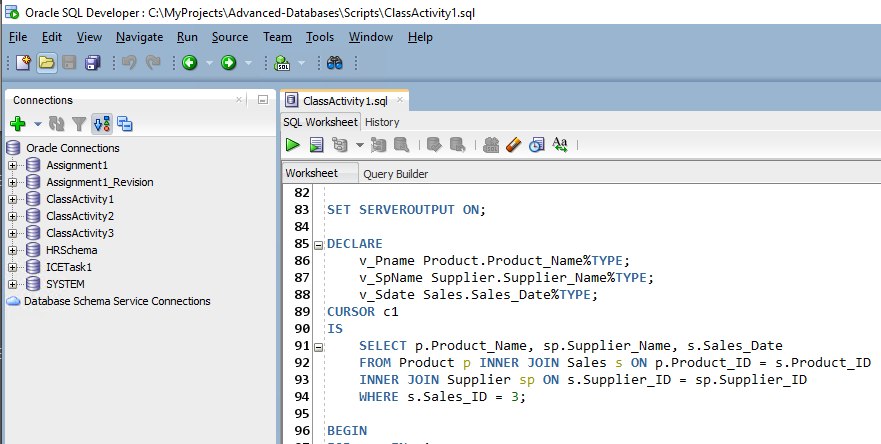 Oracle SQL Developer : C:\MyProjects\Advanced-Databases\Scripts\ClassActivity1.sql
File Edit View Navigate Run Source Team Tools Window Help
SQL
Connections
ClassActivity1.sql
SQL Worksheet History
Aa
Oracle Connections
Assignment1
Assignment1_Revision
ClassActivity1
ClassActivity2
ClassActivity3
HRSchema
ICETask1
SYSTEM
Database Schema Service Connections
Worksheet Query Builder
82
83 SET SERVEROUTPUT ON;
84
85 DECLARE
86 v_Pname Product.Product_Name%TYPE;
87 v_SpName Supplier.Supplier_Name%TYPE;
88 v_Sdate Sales.Sales_Date%TYPE;
89 CURSOR c1
90 IS
91 SELECT p.Product_Name, sp.Supplier_Name, s.Sales_Date
92 FROM Product p INNER JOIN Sales s ON p.Product_ID = s.Product_ID
93 INNER JOIN Supplier sp ON s.Supplier_ID = sp.Supplier_ID
94 WHERE s.Sales_ID = 3;
95
96 BEGIN